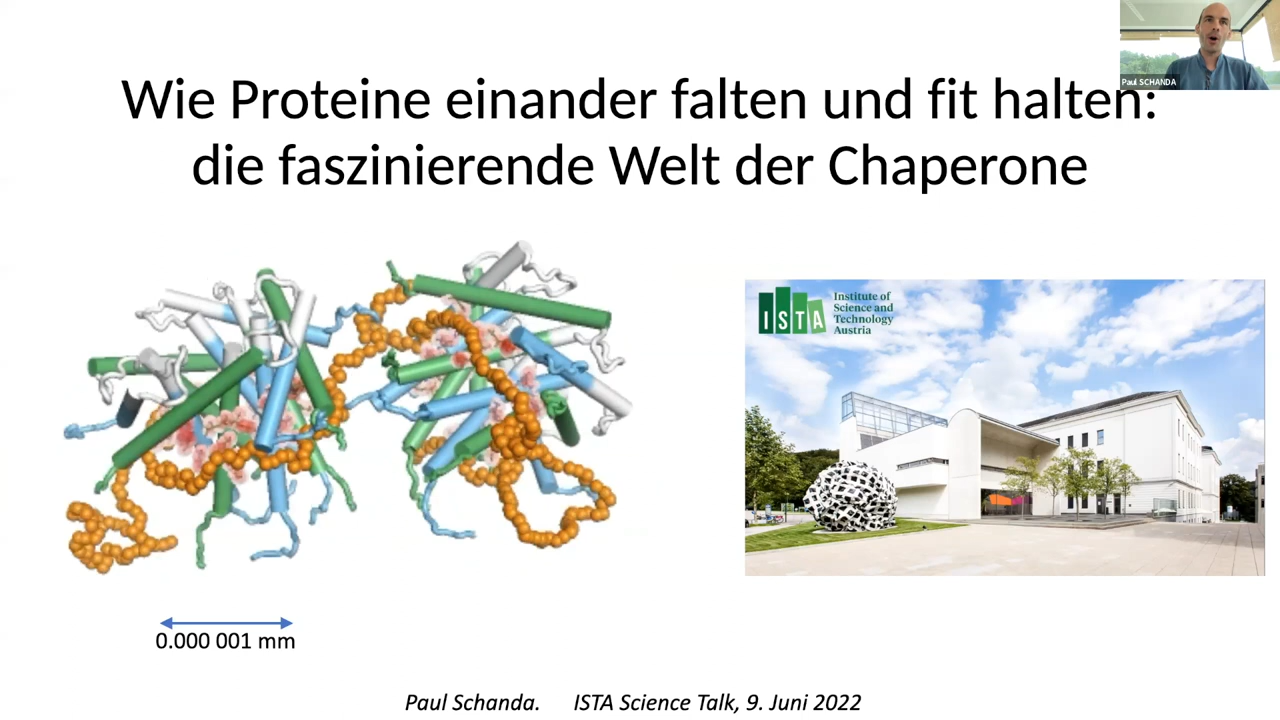 Wie Proteine einander falten und fit halten:
die faszinierende Welt der Chaperone
Paul SCHANDA
ISTA
Institute of
Science and
Technology
Austria
0.000 001 mm
Paul Schanda. ISTA Science Talk, 9. Juni 2022